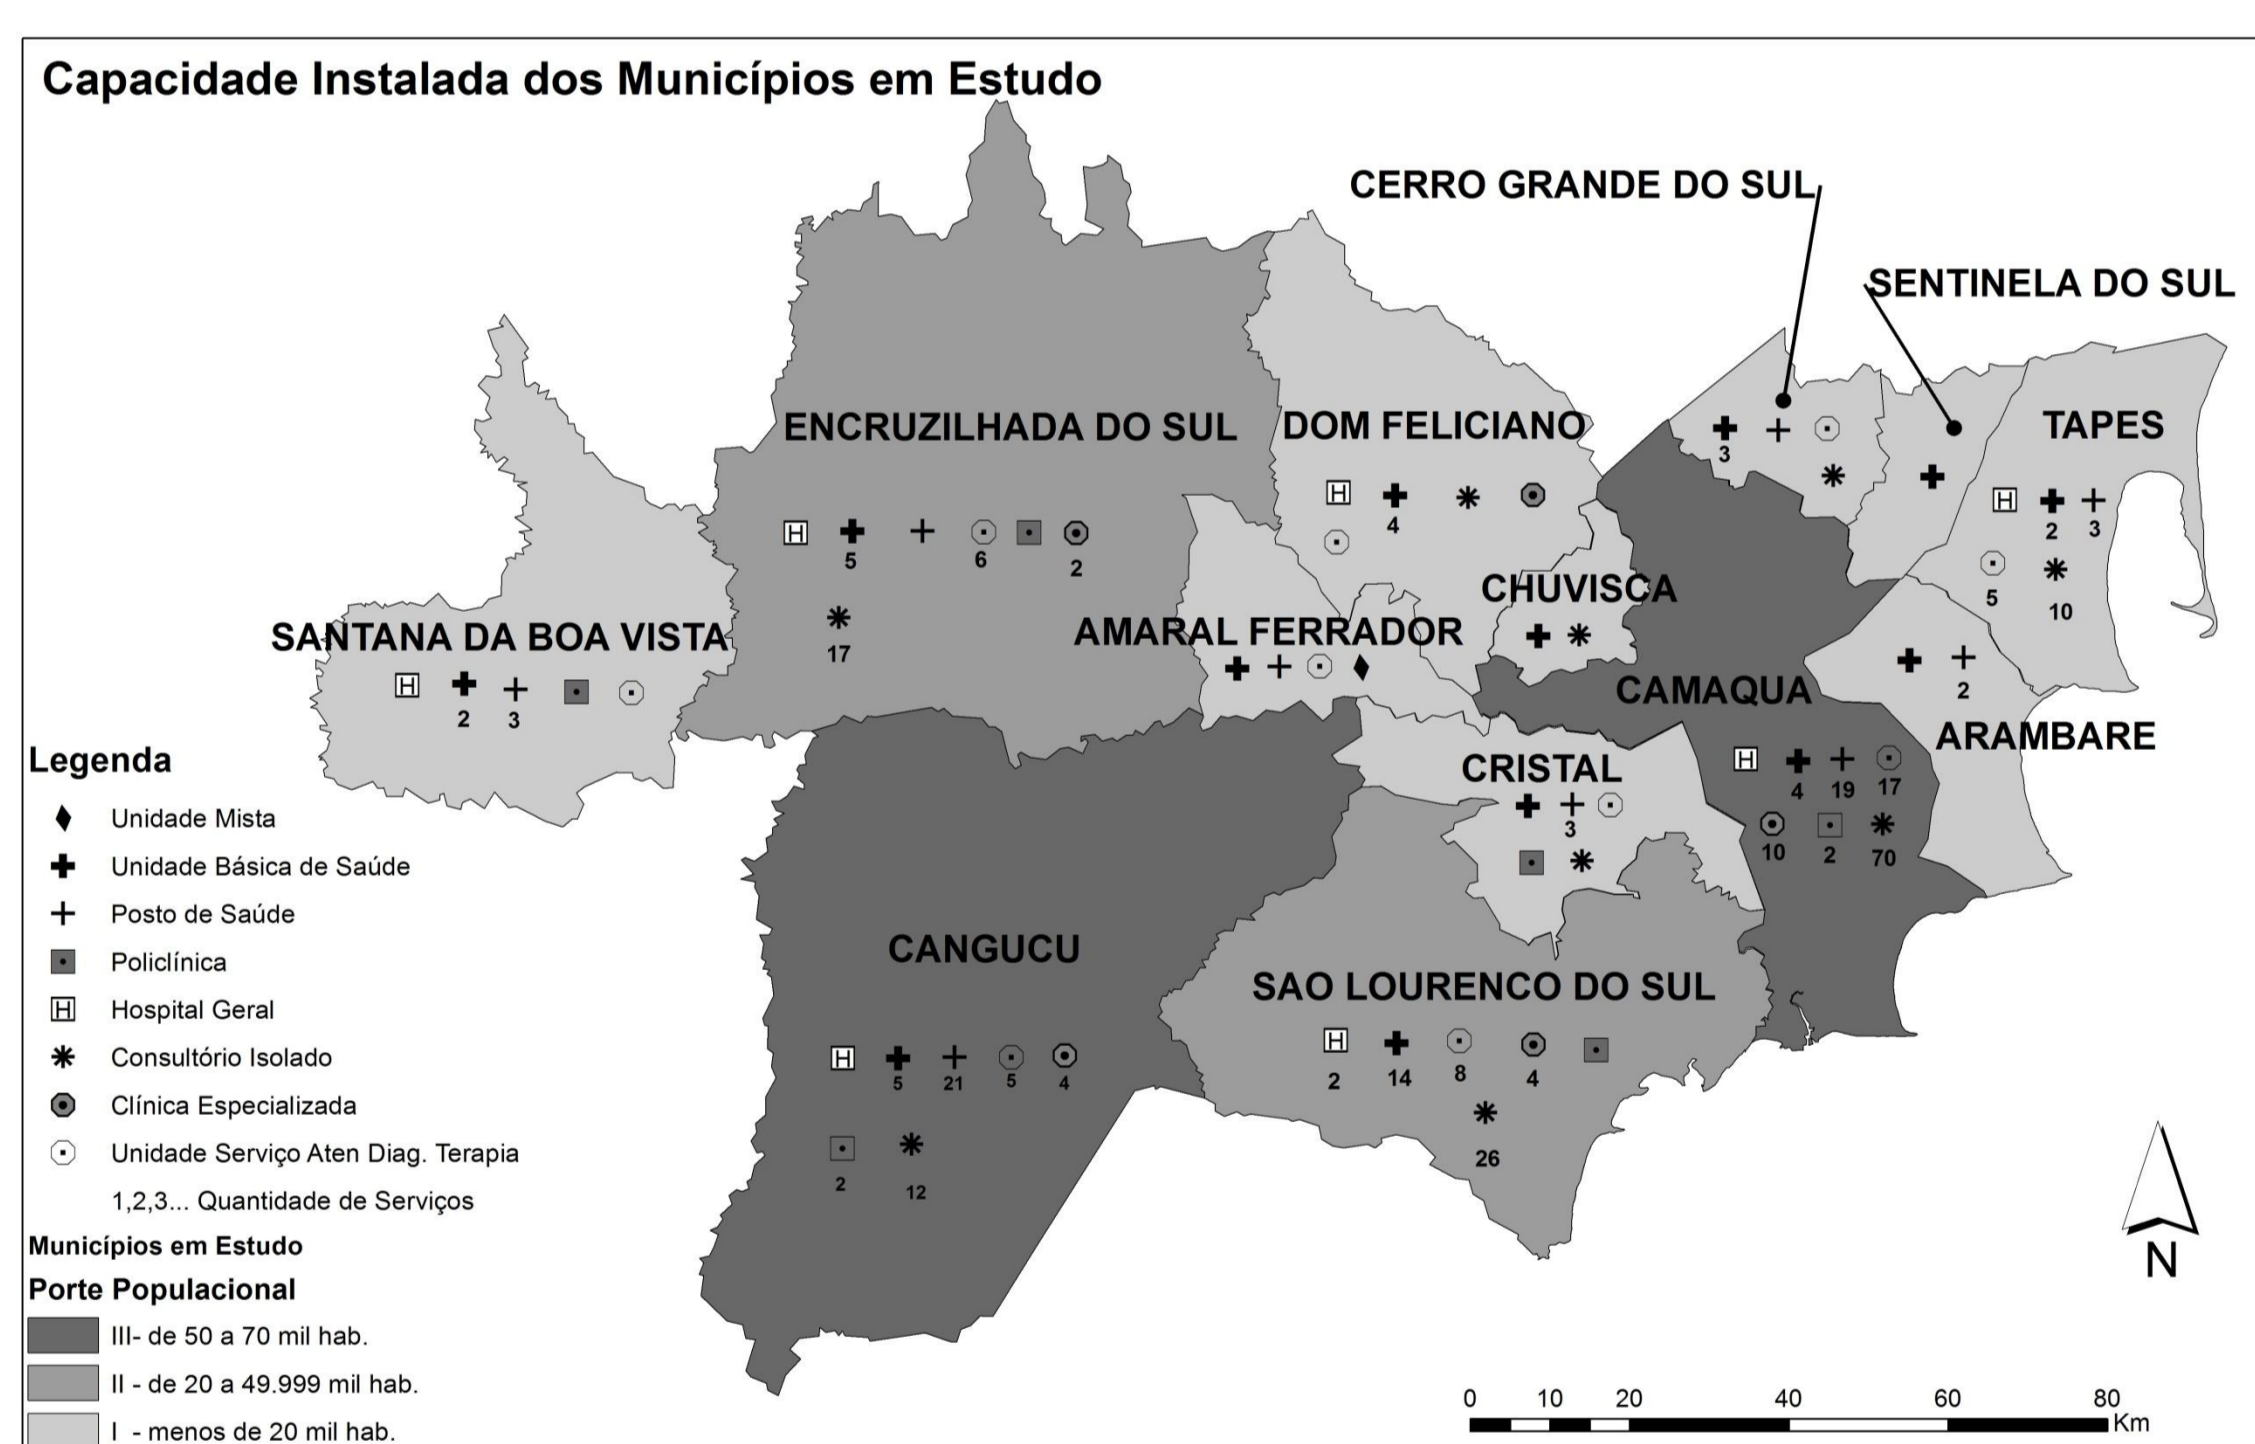 Capacidade Instalada dos Municípios em Estudo
CERRO GRANDE DO SUL
SENTINELA DO SUL
ENCRUZILHADA DO SUL
DOM FELICIANO
TAPES
3
H
4
H
2 3
H
5 6 2
CHUVISCA
5 10
SANTANA DA BOA VISTA
17
AMARAL FERRADOR
H
2 3
2
CAMAQUA
ARAMBARE
CRISTAL
3
H
4 19 17
10 2 70
CANGUCU
SAO LOURENCO DO SUL
H
5 21 5 4
2 12
H
2 14 8 4
26
Legenda
Unidade Mista
Unidade Básica de Saúde
Posto de Saúde
Policlínica
H Hospital Geral
Consultório Isolado
Clínica Especializada
Unidade Serviço Aten Diag. Terapia
1,2,3... Quantidade de Serviços
Municípios em Estudo
Porte Populacional
III- de 50 a 70 mil hab.
II - de 20 a 49.999 mil hab.
I - menos de 20 mil hab.
N
0 10 20 40 60 80
Km